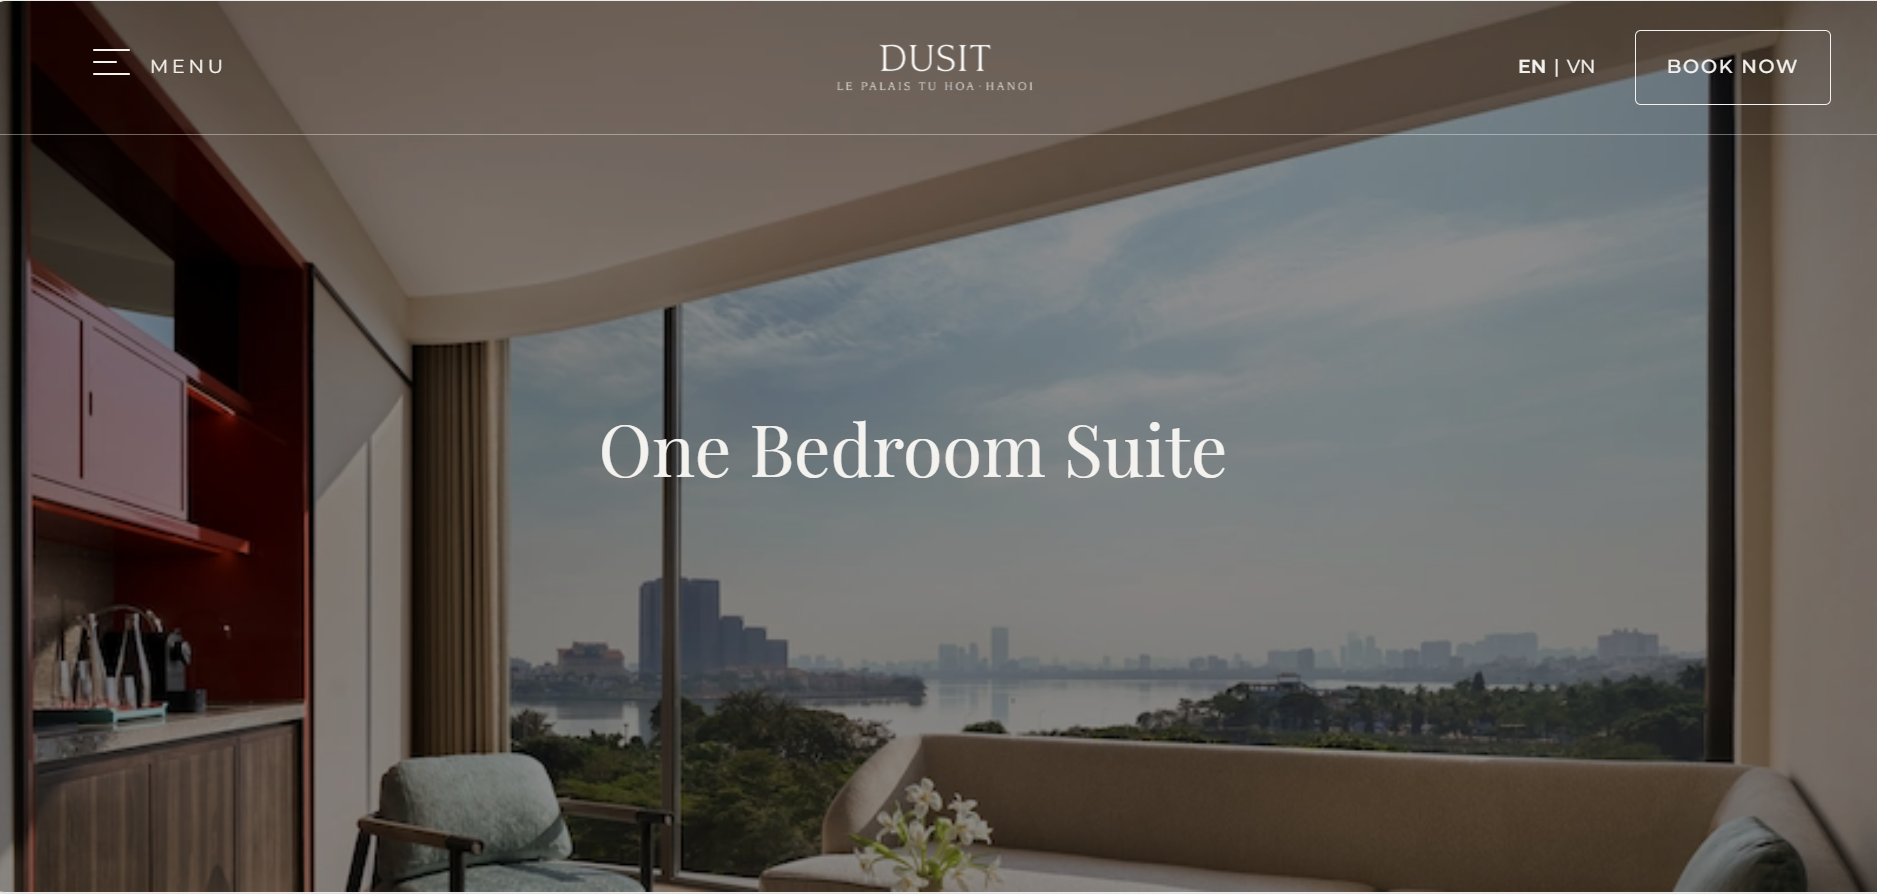 MENU
DUSIT
LE PALAIS TU HOA · HANOI
EN | VN
BOOK NOW
One Bedroom Suite